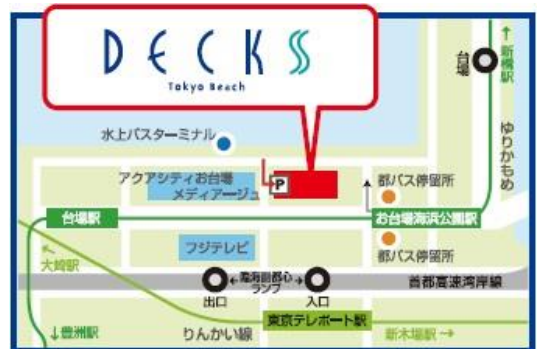 DECKS
Tokyo Beach
↑新橋駅
台場
ゆりかもめ
水上バスターミナル
アクアシティお台場
メディアージュ
P
都バス停留所
台場駅
お台場海浜公園駅
フジテレビ
都バス停留所
大崎駅
臨海副都心
ランプ
首都高速湾岸線
出口
入口
東京テレポート駅
↓豊洲駅
りんかい線
新木場駅→